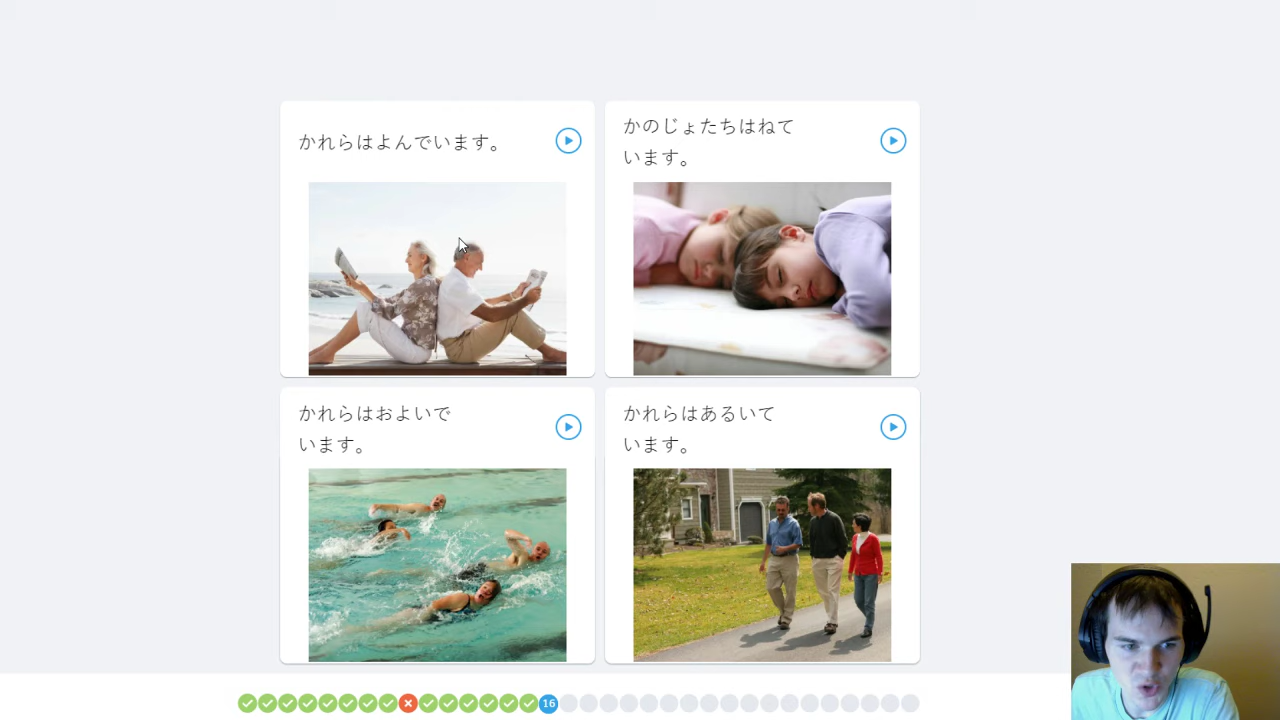 かれらはよんでいます。
かのじょたちはねて
います。
かれらはおよいで
います。
かれらはあるいて
います。
16